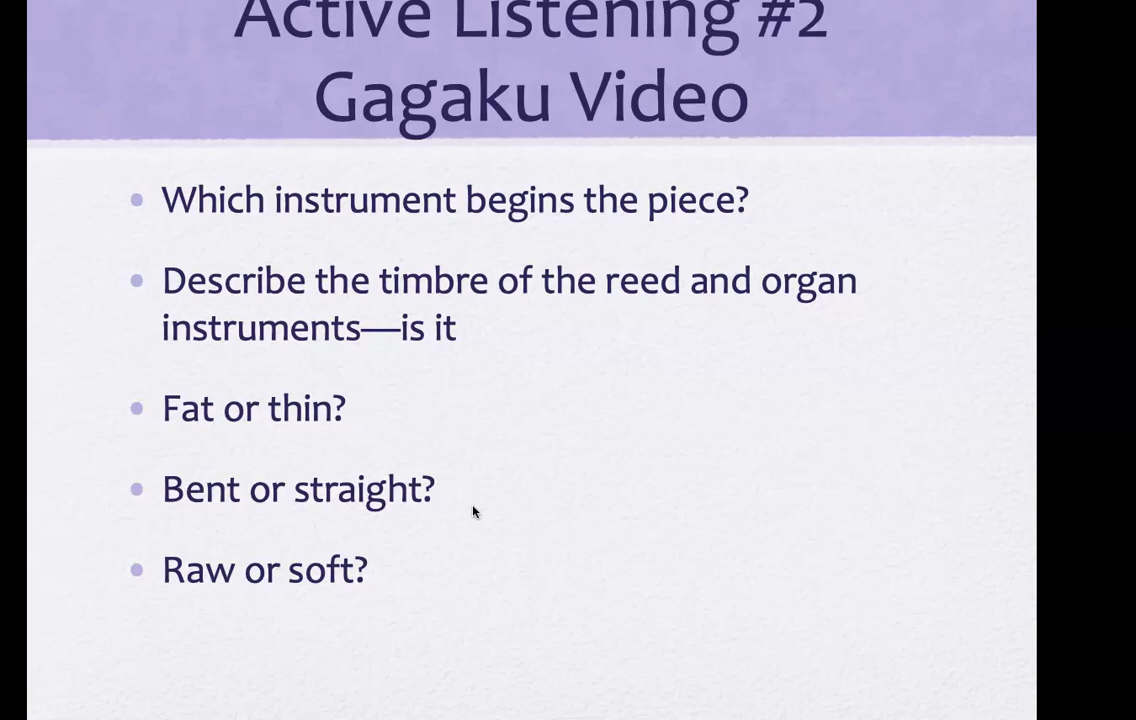 Active Listening #2
Gagaku Video
Which instrument begins the piece?
Describe the timbre of the reed and organ
instruments—is it
Fat or thin?
Bent or straight?
Raw or soft?